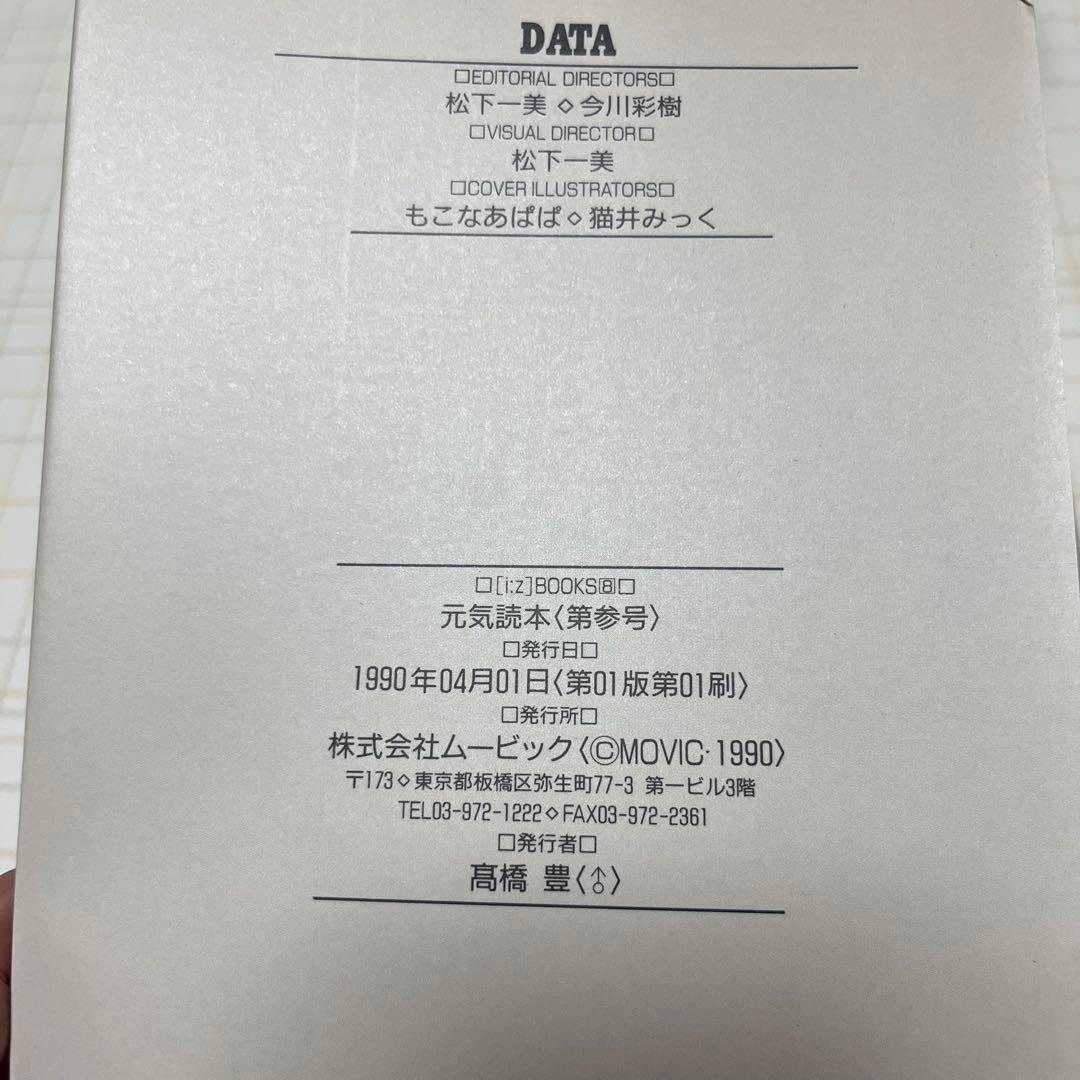 DATA
□EDITORIAL DIRECTORS□
松下一美◇今川彩樹
□VISUAL DIRECTOR□
松下一美
□COVER ILLUSTRATORS□
もこなあぱぱ◇猫井みっく
□[i:z]BOOKS⑧□
元気読本〈第参号〉
□発行日□
1990年04月01日〈第01版第01刷〉
□発行所□
株式会社ムービック〈©MOVIC·1990〉
〒173◇東京都板橋区弥生町77-3 第一ビル3階
TEL03-972-1222◇FAX03-972-2361
□発行者□
髙橋 豊〈♂〉